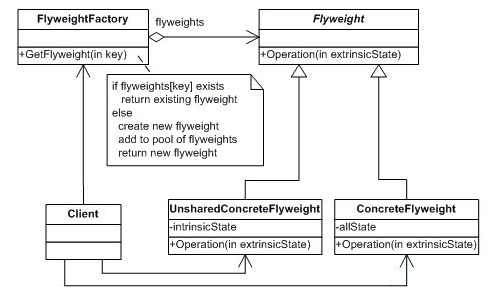 FlyweightFactory
flyweights
Flyweight
+GetFlyweight(in key)
+Operation(in extrinsicState)
if flyweights[key] exists
return existing flyweight
else
create new flyweight
add to pool of flyweights
return new flyweight
Client
UnsharedConcreteFlyweight
-intrinsicState
+Operation(in extrinsicState)
ConcreteFlyweight
-allState
+Operation(in extrinsicState)